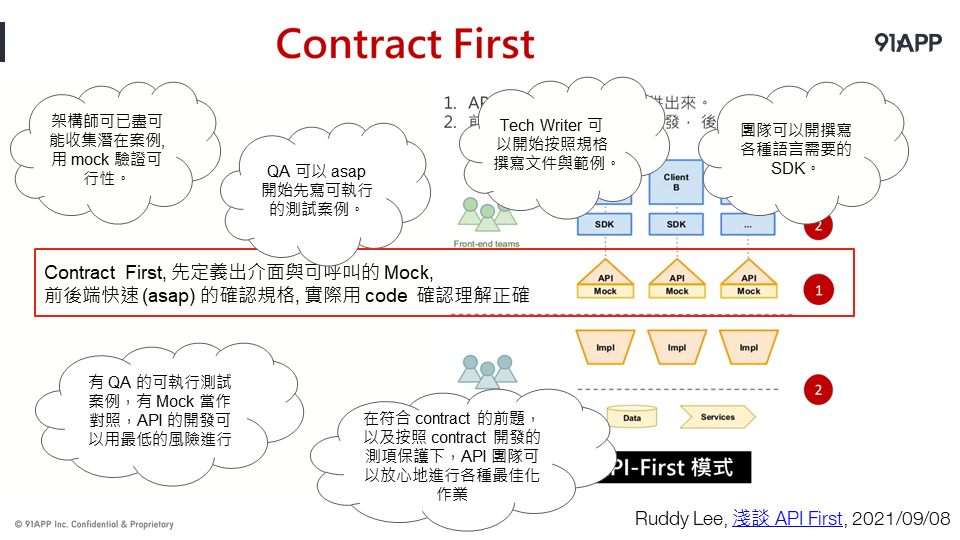 Contract First
91APP
架構師可已盡可
能收集潛在案例,
用 mock 驗證可
行性。
QA 可以 asap
開始先寫可執行
的測試案例。
1. AP
2.
Tech Writer 可
以開始按照規格
撰寫文件與範例。
出來。
發, 後
團隊可以開撰寫
各種語言需要的
SDK。
Client
B
SDK
SDK
...
2
Front-end teams
Contract First, 先定義出介面與可呼叫的 Mock,
前後端快速 (asap) 的確認規格, 實際用 code 確認理解正確
API
Mock
API
Mock
API
Mock
1
Impl
Impl
Impl
2
有 QA 的可執行測試
案例，有 Mock 當作
對照，API 的開發可
以用最低的風險進行
在符合 contract 的前題，
以及按照 contract 開發的
測項保護下，API 團隊可
以放心地進行各種最佳化
作業
Data
Services
PI-First 模式
© 91APP Inc. Confidential & Proprietary
Ruddy Lee, 淺談 API First, 2021/09/08